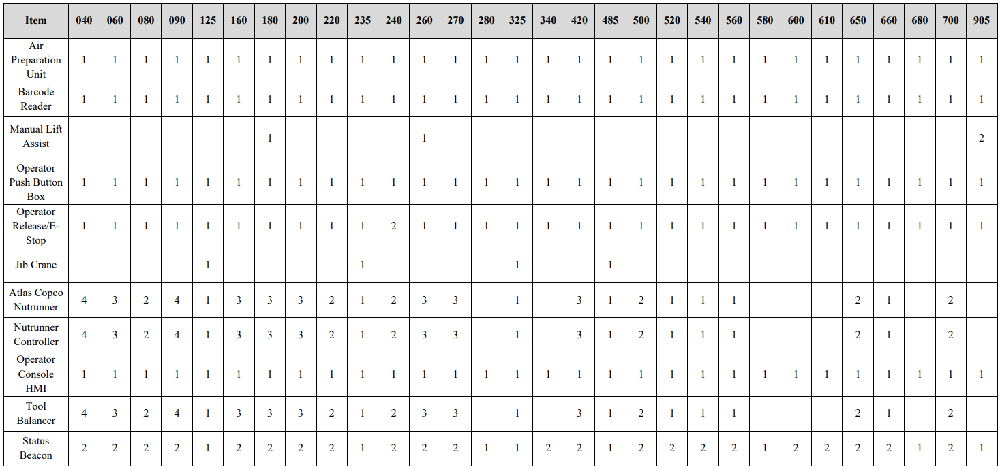 Item 040 060 080 090 125 160 180 200 220 235 240 260 270 280 325 340 420 485 500 520 540 560 580 600 610 650 660 680 700 905
Air
Preparation
Unit
1 1 1 1 1 1 1 1 1 1 1 1 1 1 1 1 1 1 1 1 1 1 1 1 1 1 1 1 1 1
Barcode
Reader
1 1 1 1 1 1 1 1 1 1 1 1 1 1 1 1 1 1 1 1 1 1 1 1 1 1 1 1 1 1
Manual Lift
Assist
1 1 2
Operator
Push Button
Box
1 1 1 1 1 1 1 1 1 1 1 1 1 1 1 1 1 1 1 1 1 1 1 1 1 1 1 1 1 1
Operator
Release/E-
Stop
1 1 1 1 1 1 1 1 1 1 2 1 1 1 1 1 1 1 1 1 1 1 1 1 1 1 1 1 1 1
Jib Crane 1 1 1 1
Atlas Copco
Nutrunner
4 3 2 4 1 3 3 3 2 1 2 3 3 1 3 1 2 1 1 1 2 1 2
Nutrunner
Controller
4 3 2 4 1 3 3 3 2 1 2 3 3 1 3 1 2 1 1 1 2 1 2
Operator
Console
HMI
1 1 1 1 1 1 1 1 1 1 1 1 1 1 1 1 1 1 1 1 1 1 1 1 1 1 1 1 1 1
Tool
Balancer
4 3 2 4 1 3 3 3 2 1 2 3 3 1 3 1 2 1 1 1 2 1 2
Status
Beacon
2 2 2 2 1 2 2 2 2 1 2 2 2 1 1 2 2 1 2 2 2 2 1 2 2 2 2 1 2 1